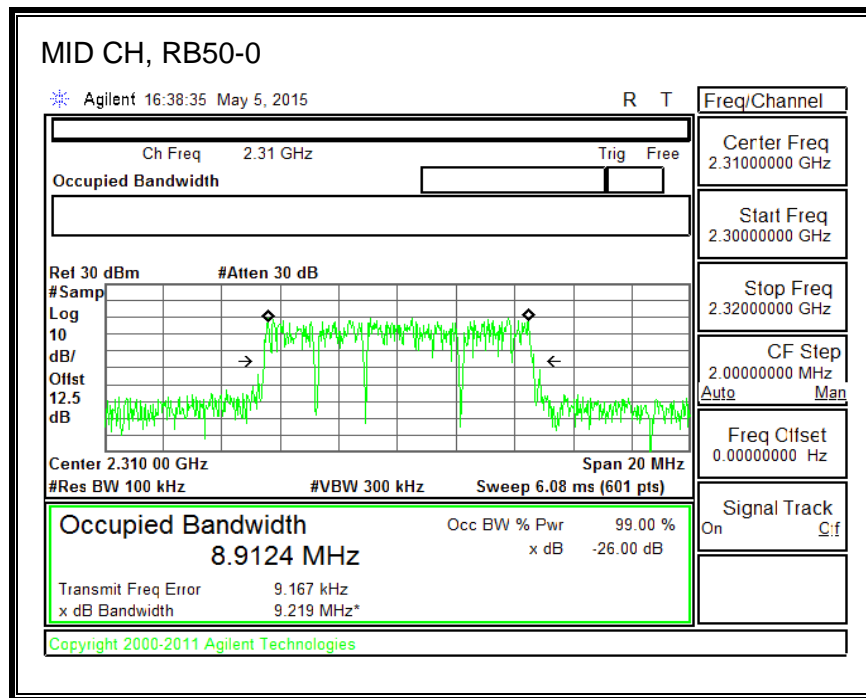 MID CH, RB50-0
Agilent 16:38:35 May 5, 2015 R T
Freq/Channel
Ch Freq 2.31 GHz Trig Free
Occupied Bandwidth
Center Freq
2.31000000 GHz
Start Freq
2.30000000 GHz
Stop Freq
2.32000000 GHz
CF Step
2.00000000 MHz
Auto Man
Freq Offset
0.00000000 Hz
Signal Track
On Off
Ref 30 dBm #Atten 30 dB
#Samp
Log
10
dB/
Offst
12.5
dB
Center 2.310 00 GHz Span 20 MHz
#Res BW 100 kHz #VBW 300 kHz Sweep 6.08 ms (601 pts)
Occupied Bandwidth
8.9124 MHz
Occ BW % Pwr 99.00 %
x dB -26.00 dB
Transmit Freq Error 9.167 kHz
x dB Bandwidth 9.219 MHz*
Copyright 2000-2011 Agilent Technologies